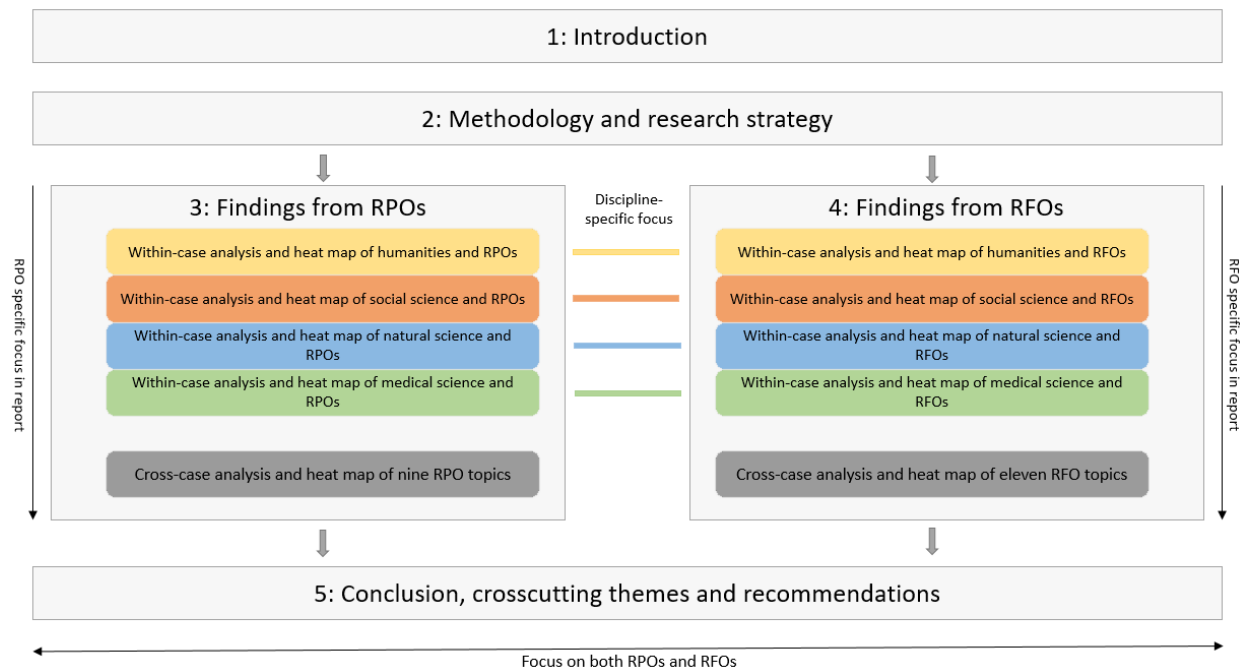 1: Introduction
2: Methodology and research strategy
RPO specific focus in report
3: Findings from RPOs
Within-case analysis and heat map of humanities and RPOs
Within-case analysis and heat map of social science and RPOs
Within-case analysis and heat map of natural science and
RPOs
Within-case analysis and heat map of medical science and
RPOs
Cross-case analysis and heat map of nine RPO topics
Discipline-
specific focus
4: Findings from RFOs
Within-case analysis and heat map of humanities and RFOs
Within-case analysis and heat map of social science and RFOs
Within-case analysis and heat map of natural science and
RFOs
Within-case analysis and heat map of medical science and
RFOs
Cross-case analysis and heat map of eleven RFO topics
RFO specific focus in report
5: Conclusion, crosscutting themes and recommendations
Focus on both RPOs and RFOs